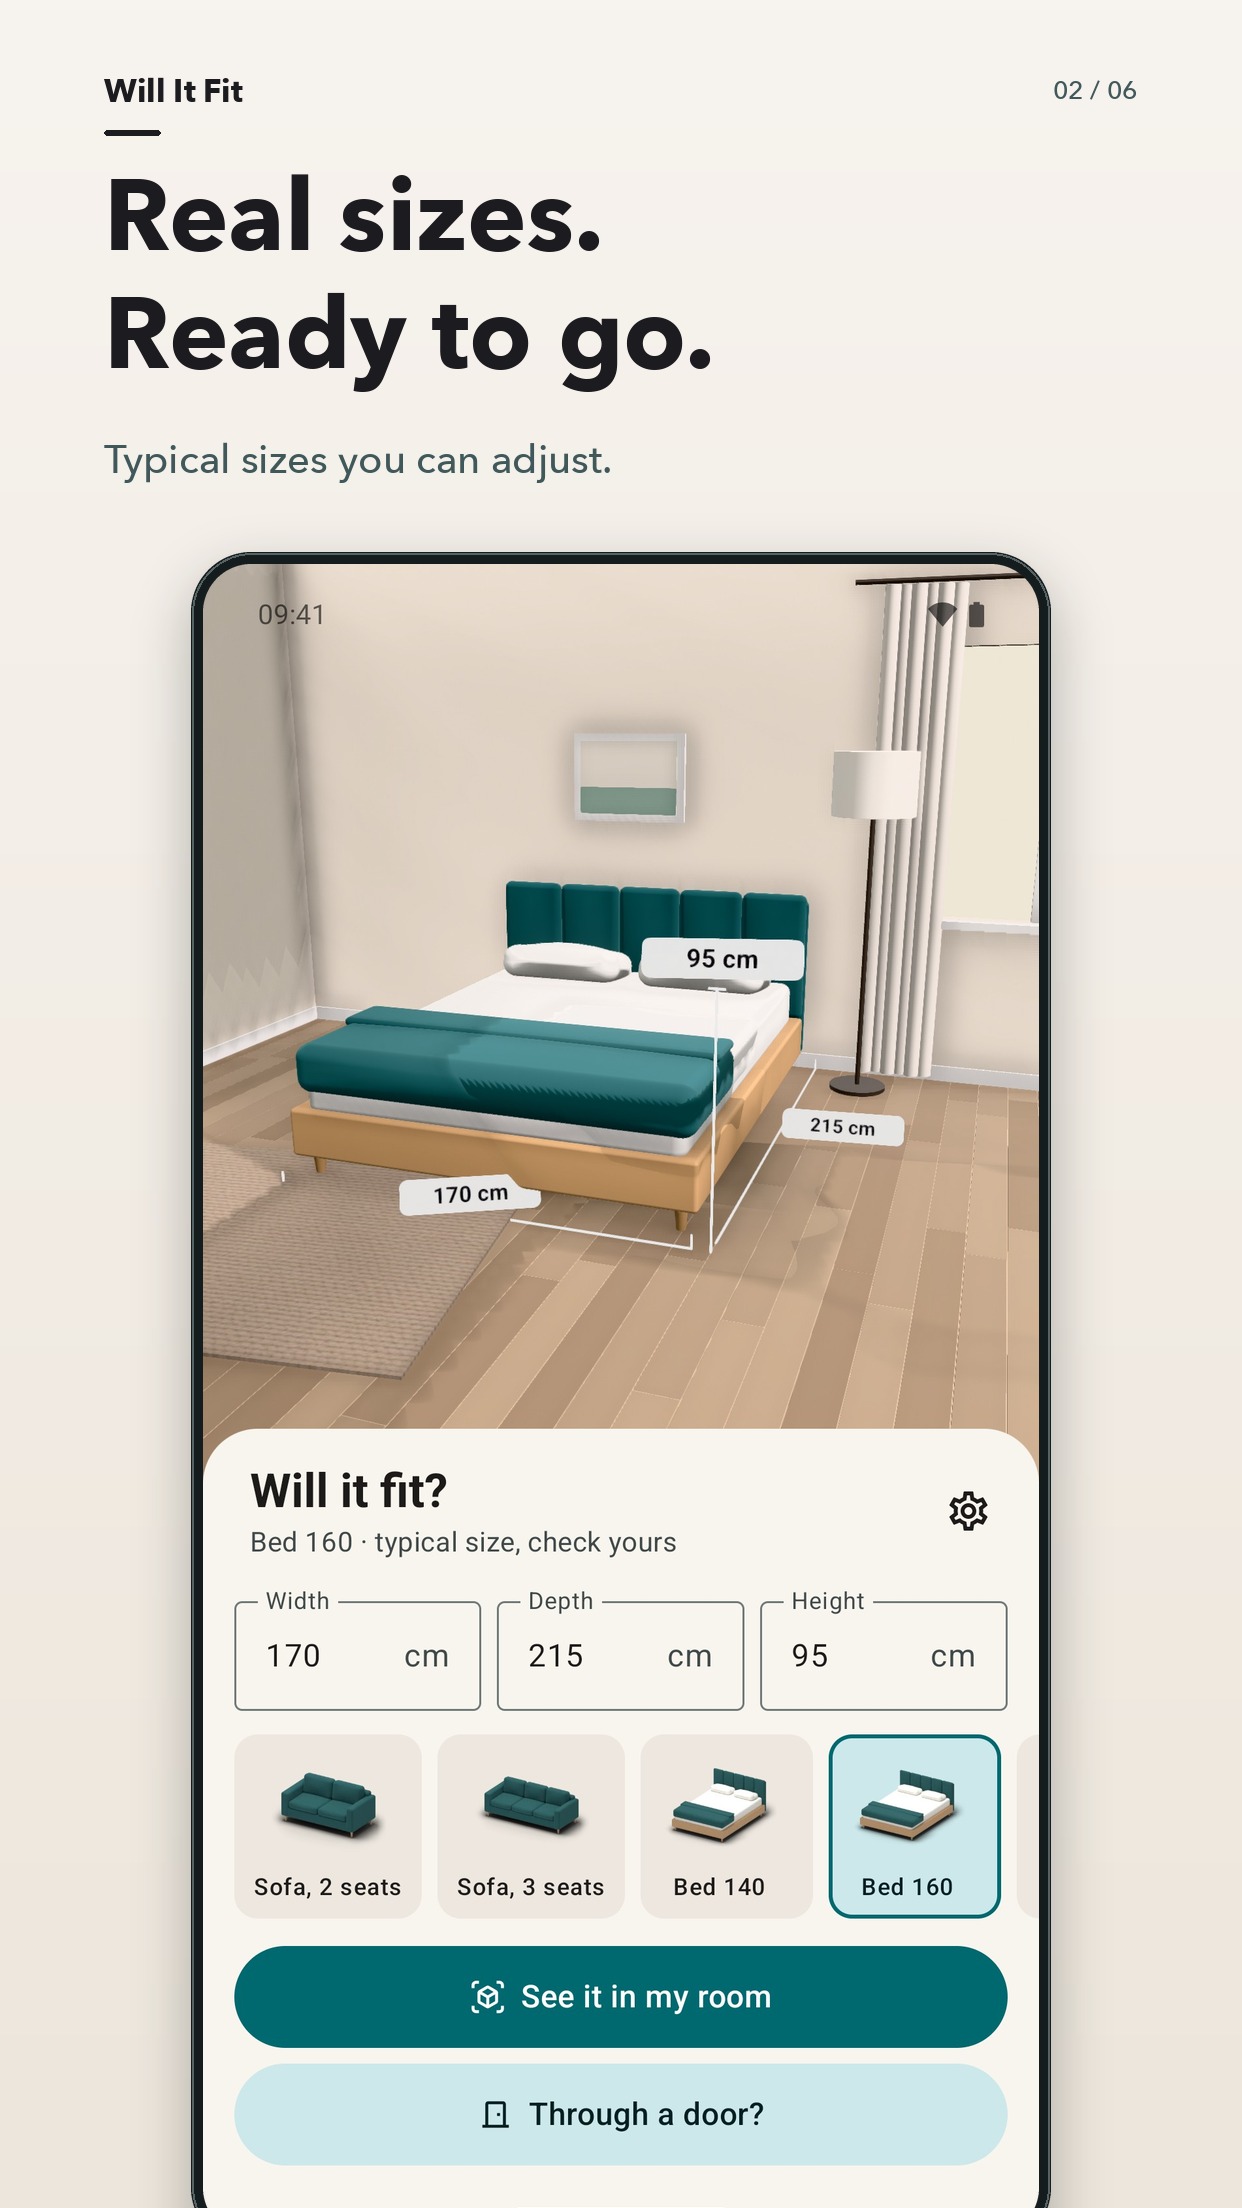 Will It Fit
02 / 06
Real sizes.
Ready to go.
Typical sizes you can adjust.
09:41
95 cm
215 cm
170 cm
Will it fit?
Bed 160 · typical size, check yours
Width
Depth
Height
170 cm
215 cm
95 cm
Sofa, 2 seats
Sofa, 3 seats
Bed 140
Bed 160
See it in my room
Through a door?